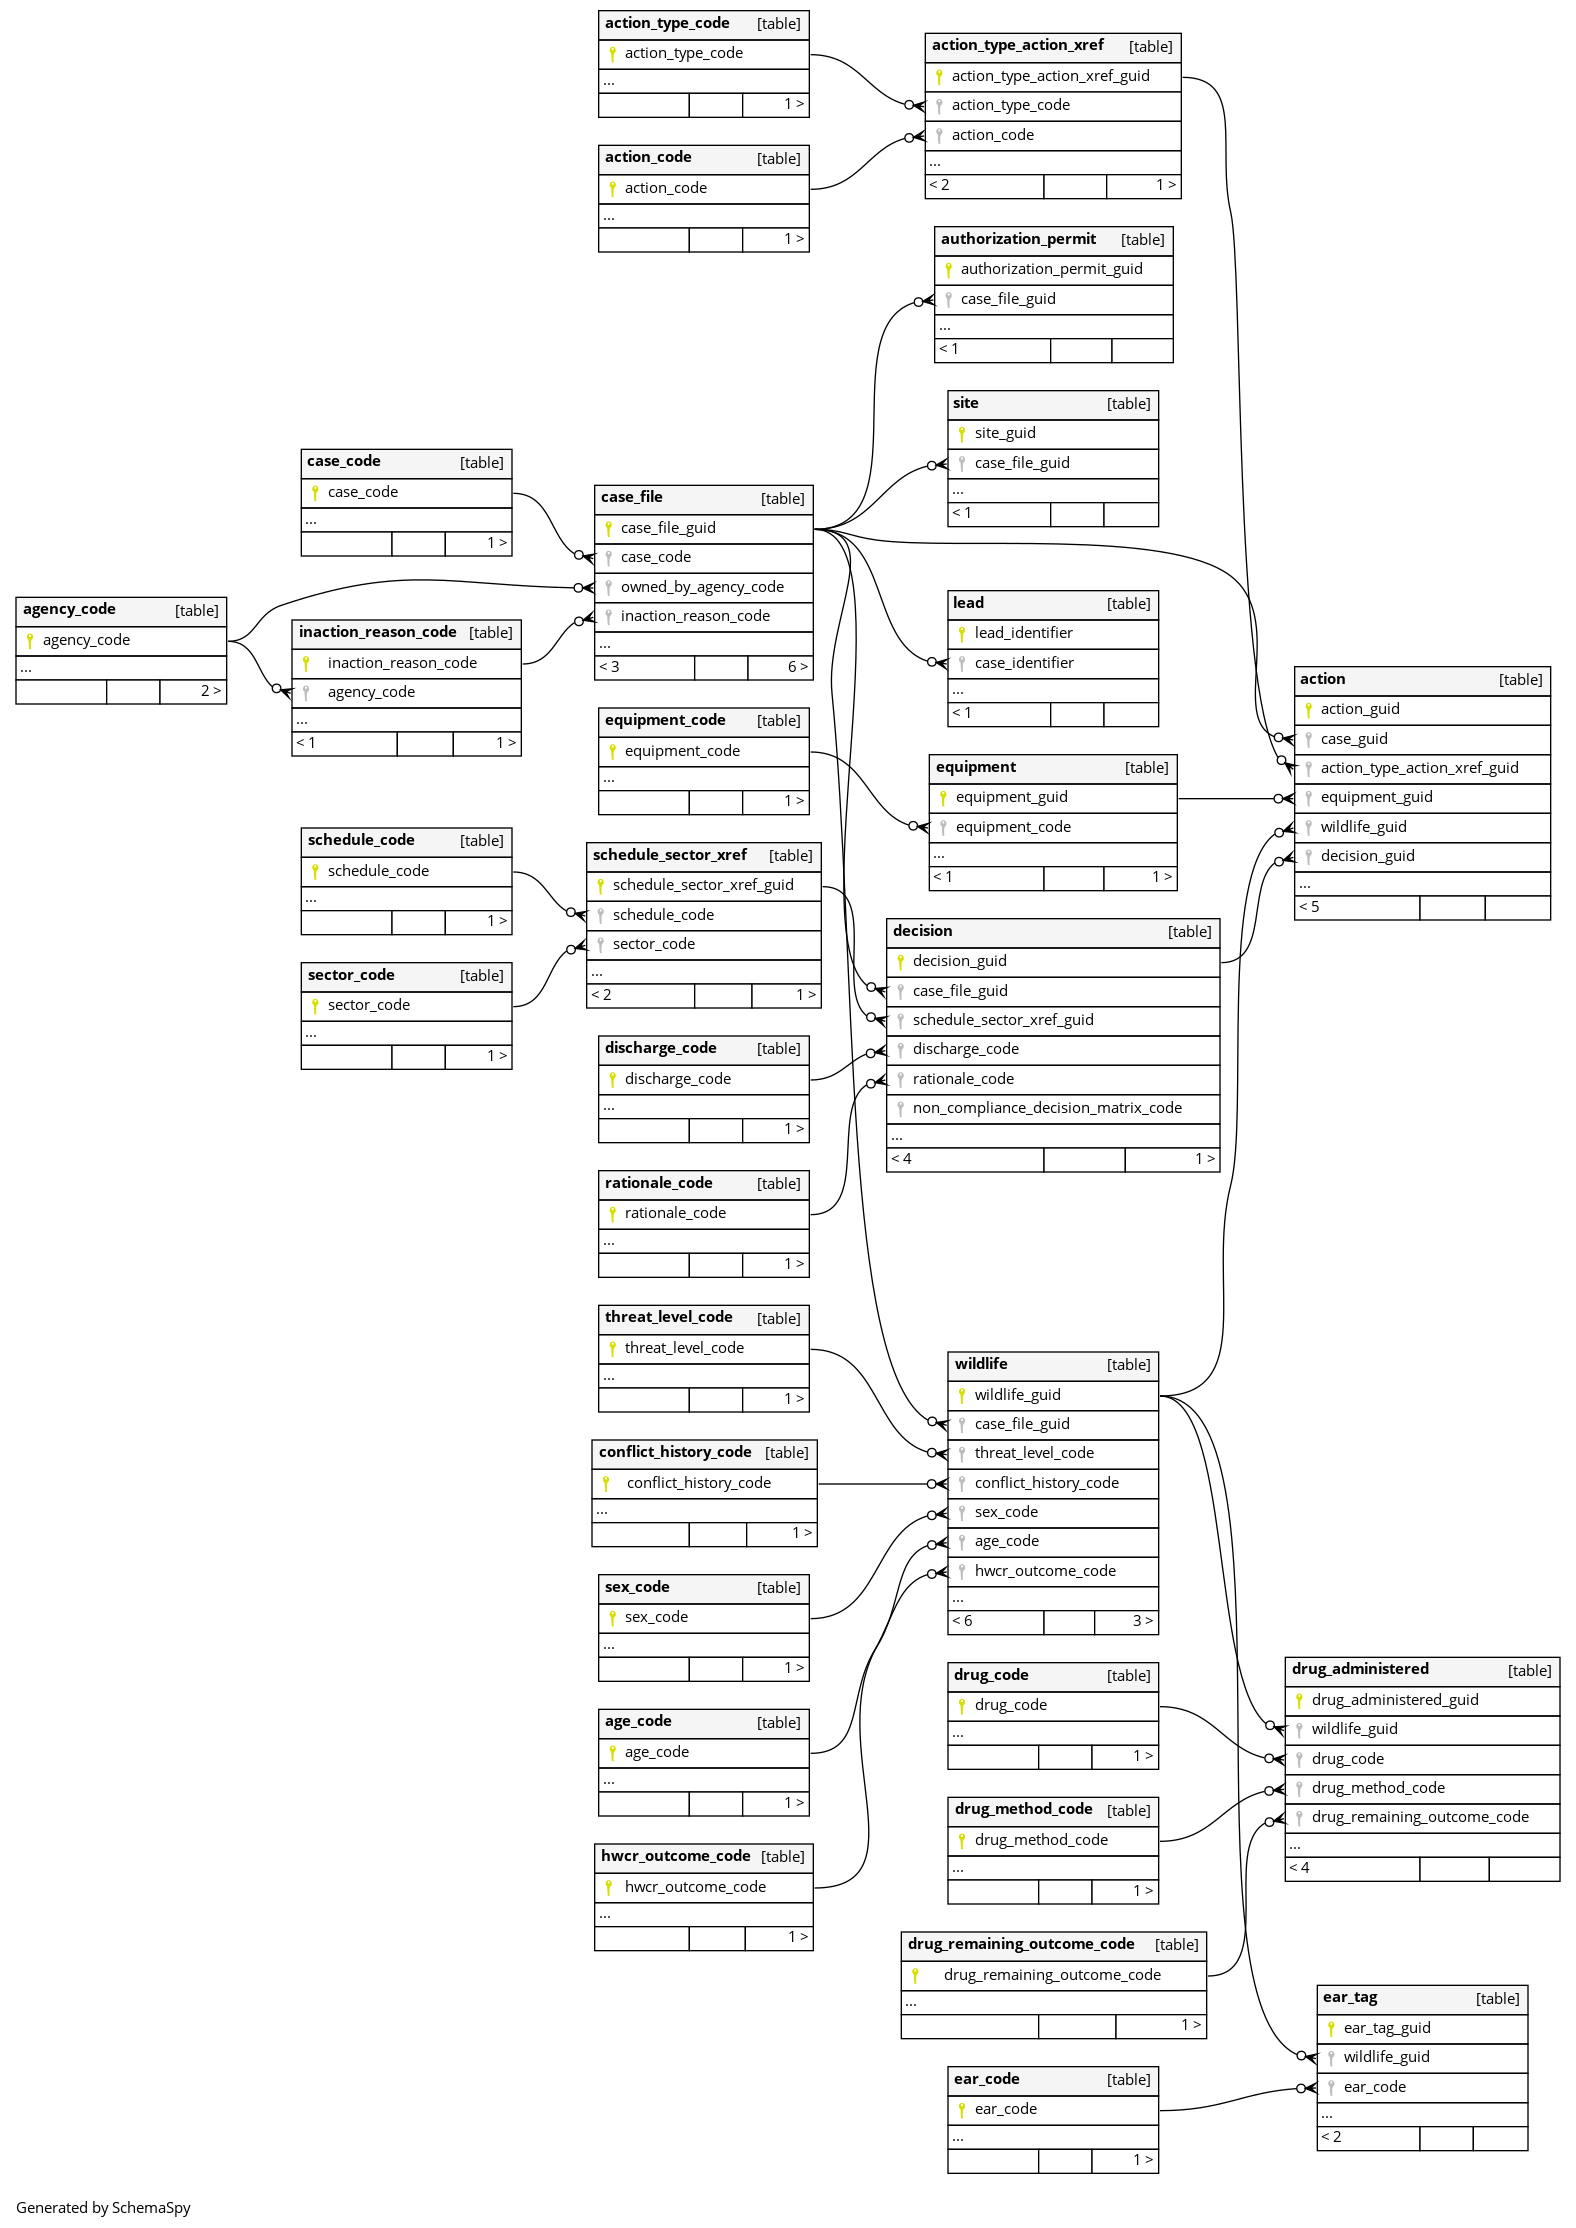 action_type_code [table]
action_type_code
...
1 >
action_code [table]
action_code
...
1 >
action_type_action_xref [table]
action_type_action_xref_guid
action_type_code
action_code
...
< 2 1 >
authorization_permit [table]
authorization_permit_guid
case_file_guid
...
< 1
site [table]
site_guid
case_file_guid
...
< 1
case_code [table]
case_code
...
1 >
case_file [table]
case_file_guid
case_code
owned_by_agency_code
inaction_reason_code
...
< 3 6 >
agency_code [table]
agency_code
...
2 >
inaction_reason_code [table]
inaction_reason_code
agency_code
...
< 1 1 >
lead [table]
lead_identifier
case_identifier
...
< 1
action [table]
action_guid
case_guid
action_type_action_xref_guid
equipment_guid
wildlife_guid
decision_guid
...
< 5
equipment_code [table]
equipment_code
...
1 >
equipment [table]
equipment_guid
equipment_code
...
< 1 1 >
schedule_code [table]
schedule_code
...
1 >
schedule_sector_xref [table]
schedule_sector_xref_guid
schedule_code
sector_code
...
< 2 1 >
sector_code [table]
sector_code
...
1 >
decision [table]
decision_guid
case_file_guid
schedule_sector_xref_guid
discharge_code
rationale_code
non_compliance_decision_matrix_code
...
< 4 1 >
discharge_code [table]
discharge_code
...
1 >
rationale_code [table]
rationale_code
...
1 >
threat_level_code [table]
threat_level_code
...
1 >
wildlife [table]
wildlife_guid
case_file_guid
threat_level_code
conflict_history_code
sex_code
age_code
hwcr_outcome_code
...
< 6 3 >
conflict_history_code [table]
conflict_history_code
...
1 >
sex_code [table]
sex_code
...
1 >
age_code [table]
age_code
...
1 >
hwcr_outcome_code [table]
hwcr_outcome_code
...
1 >
drug_code [table]
drug_code
...
1 >
drug_administered [table]
drug_administered_guid
wildlife_guid
drug_code
drug_method_code
drug_remaining_outcome_code
...
< 4
drug_method_code [table]
drug_method_code
...
1 >
drug_remaining_outcome_code [table]
drug_remaining_outcome_code
...
1 >
ear_tag [table]
ear_tag_guid
wildlife_guid
ear_code
...
< 2
ear_code [table]
ear_code
...
1 >
Generated by SchemaSpy